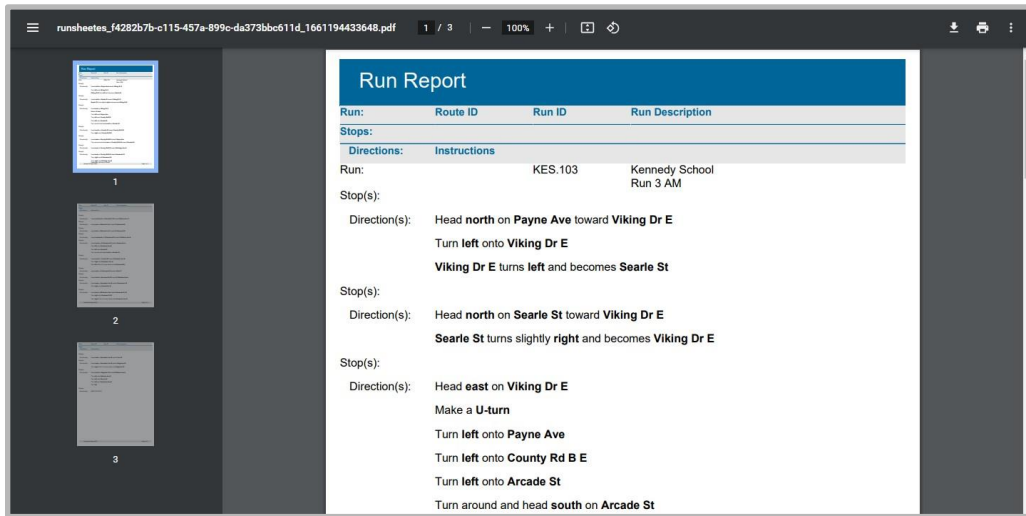 runsheetes_f4282b7b-c115-457a-899c-da373bbc611d_1661194433648.pdf 1 / 3 100%
1
2
3
Run Report
Run: Route ID Run ID Run Description
Stops:
Directions: Instructions
Run: KES.103 Kennedy School
Run 3 AM
Stop(s):
Direction(s): Head north on Payne Ave toward Viking Dr E
Turn left onto Viking Dr E
Viking Dr E turns left and becomes Searle St
Stop(s):
Direction(s): Head north on Searle St toward Viking Dr E
Searle St turns slightly right and becomes Viking Dr E
Stop(s):
Direction(s): Head east on Viking Dr E
Make a U-turn
Turn left onto Payne Ave
Turn left onto County Rd B E
Turn left onto Arcade St
Turn around and head south on Arcade St